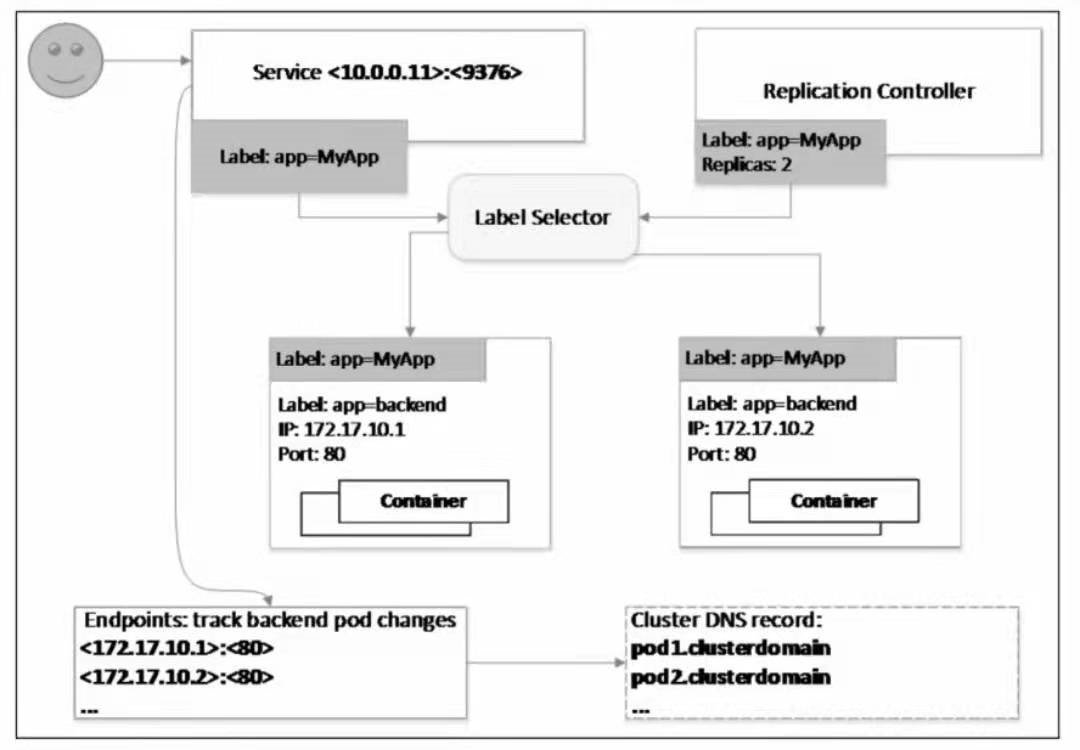 Service <10.0.0.11>:<9376>
Label: app=MyApp
Replication Controller
Label: app=MyApp
Replicas: 2
Label Selector
Label: app=MyApp
Label: app=backend
IP: 172.17.10.1
Port: 80
Container
Label: app=MyApp
Label: app=backend
IP: 172.17.10.2
Port: 80
Container
Endpoints: track backend pod changes
<172.17.10.1>:<80>
<172.17.10.2>:<80>
...
Cluster DNS record:
pod1.clusterdomain
pod2.clusterdomain
...